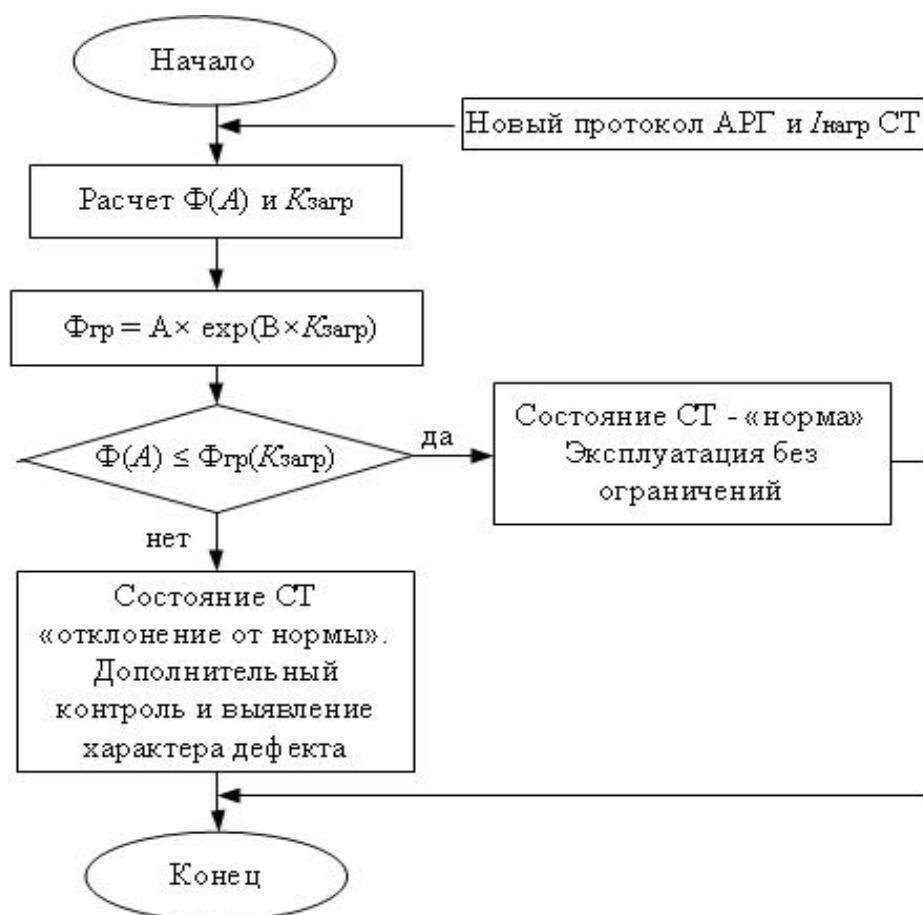 Начало
Новый протокол АРГ и Iнагр СТ
Расчет Ф(A) и Kзагр
Фгр = A× exp(B×Kзагр)
Ф(A) ≤ Фгр(Kзагр)
да
Состояние СТ - «норма»
Эксплуатация без
ограничений
нет
Состояние СТ
«отклонение от нормы».
Дополнительный
контроль и выявление
характера дефекта
Конец